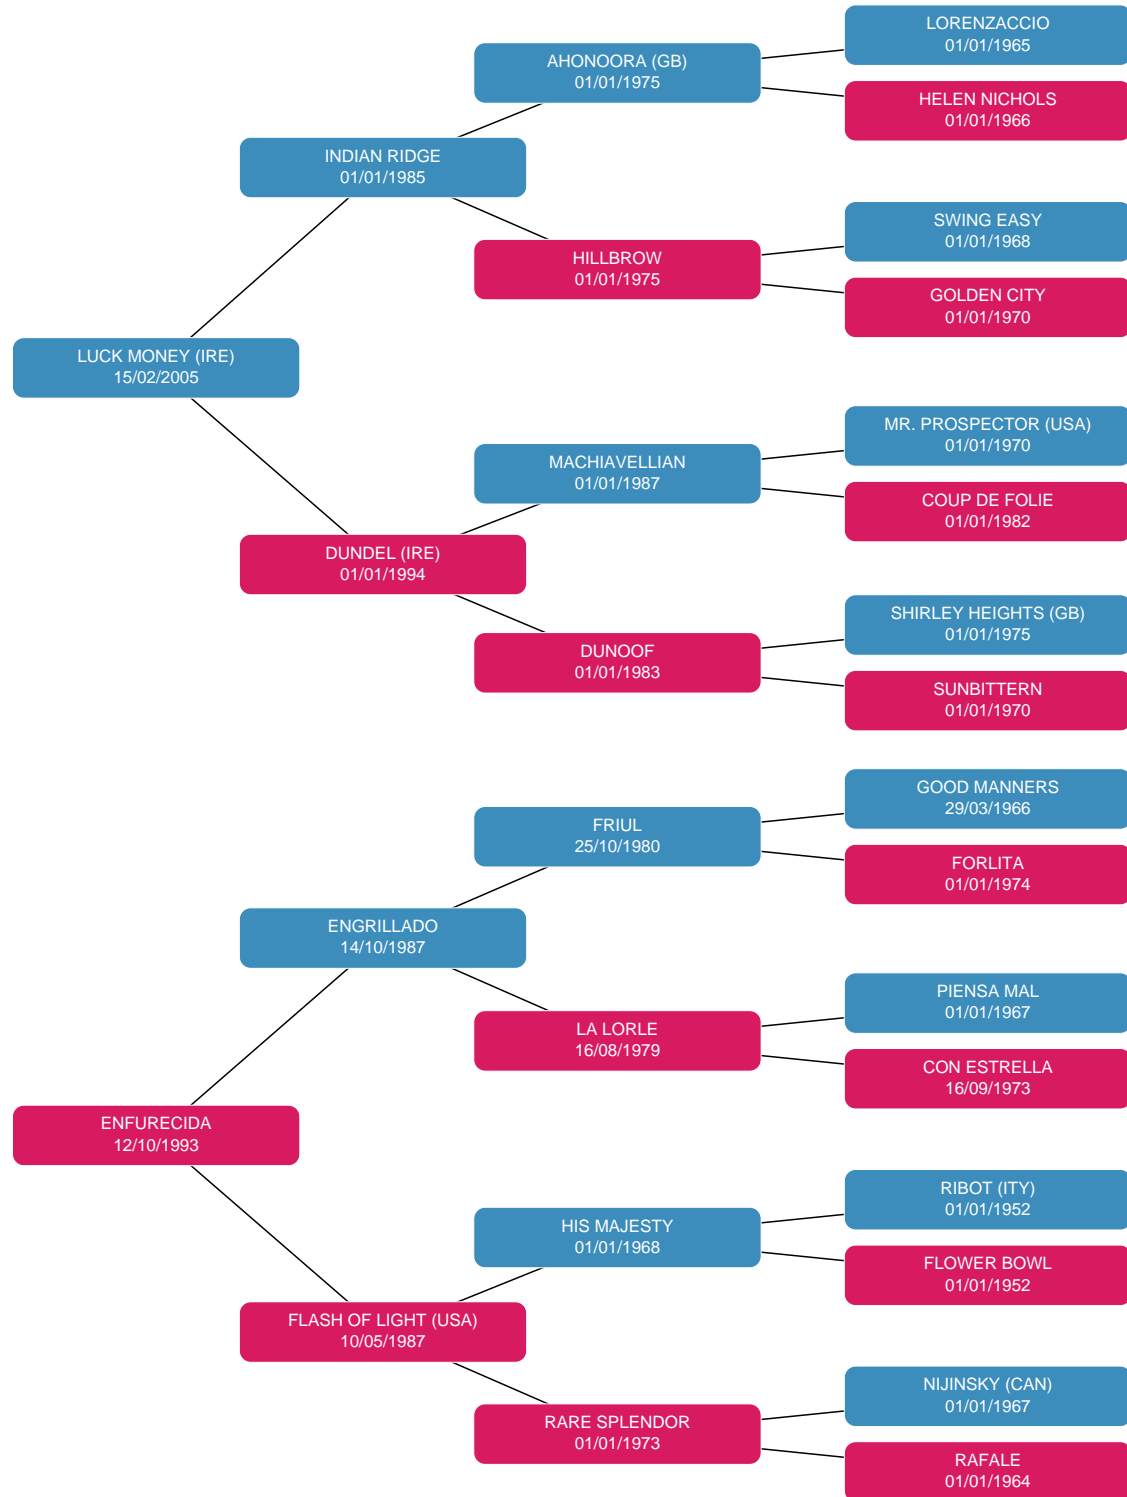 LORENZACCIO
01/01/1965
AHONOORA (GB)
01/01/1975
HELEN NICHOLS
01/01/1966
INDIAN RIDGE
01/01/1985
SWING EASY
01/01/1968
HILLBROW
01/01/1975
GOLDEN CITY
01/01/1970
LUCK MONEY (IRE)
15/02/2005
MR. PROSPECTOR (USA)
01/01/1970
MACHIAVELLIAN
01/01/1987
COUP DE FOLIE
01/01/1982
DUNDEL (IRE)
01/01/1994
SHIRLEY HEIGHTS (GB)
01/01/1975
DUNOOF
01/01/1983
SUNBITTERN
01/01/1970
GOOD MANNERS
29/03/1966
FRIUL
25/10/1980
FORLITA
01/01/1974
ENGRILLADO
14/10/1987
PIENSA MAL
01/01/1967
LA LORLE
16/08/1979
CON ESTRELLA
16/09/1973
ENFURECIDA
12/10/1993
RIBOT (ITY)
01/01/1952
HIS MAJESTY
01/01/1968
FLOWER BOWL
01/01/1952
FLASH OF LIGHT (USA)
10/05/1987
NIJINSKY (CAN)
01/01/1967
RARE SPLENDOR
01/01/1973
RAFALE
01/01/1964